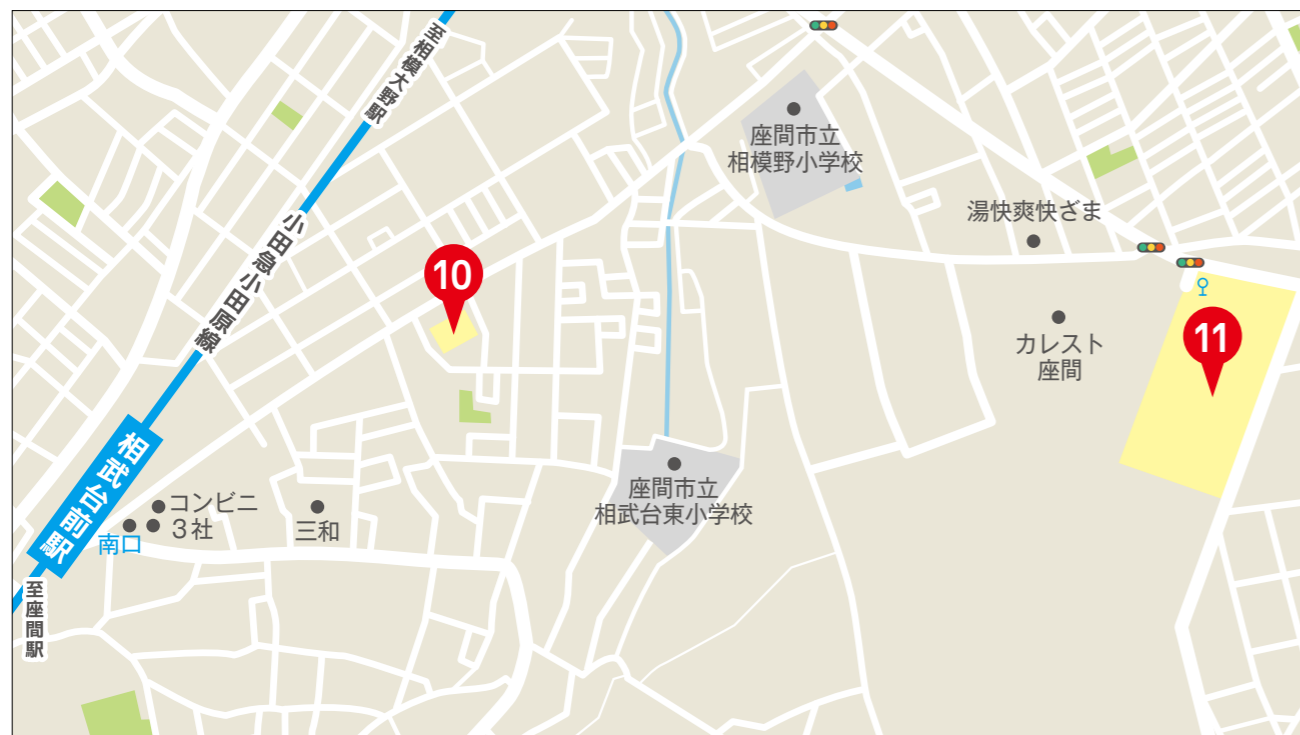 至相模大野駅
座間市立
相模野小学校
湯快爽快ざま
小田急小田原線
10
11
カレスト
座間
相武台前駅
座間市立
相武台東小学校
コンビニ
3社
三和
南口
至座間駅